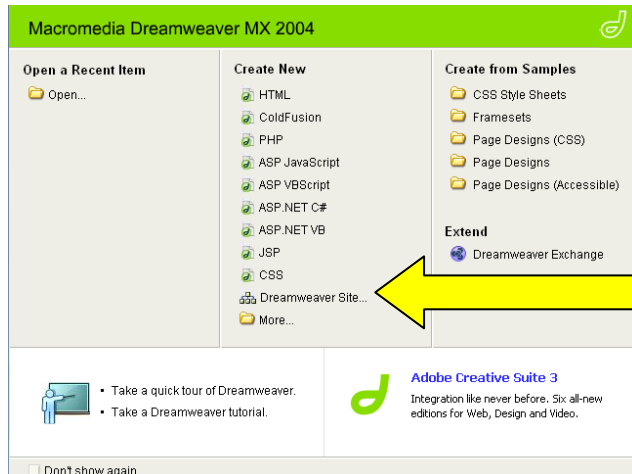 Macromedia Dreamweaver MX 2004
Open a Recent Item
Open...
Create New
HTML
ColdFusion
PHP
ASP JavaScript
ASP VBScript
ASP.NET C#
ASP.NET VB
JSP
CSS
Dreamweaver Site...
More...
Create from Samples
CSS Style Sheets
Framesets
Page Designs (CSS)
Page Designs
Page Designs (Accessible)
Extend
Dreamweaver Exchange
• Take a quick tour of Dreamweaver.
• Take a Dreamweaver tutorial.
Adobe Creative Suite 3
Integration like never before. Six all-new
editions for Web, Design and Video.
Don't show again